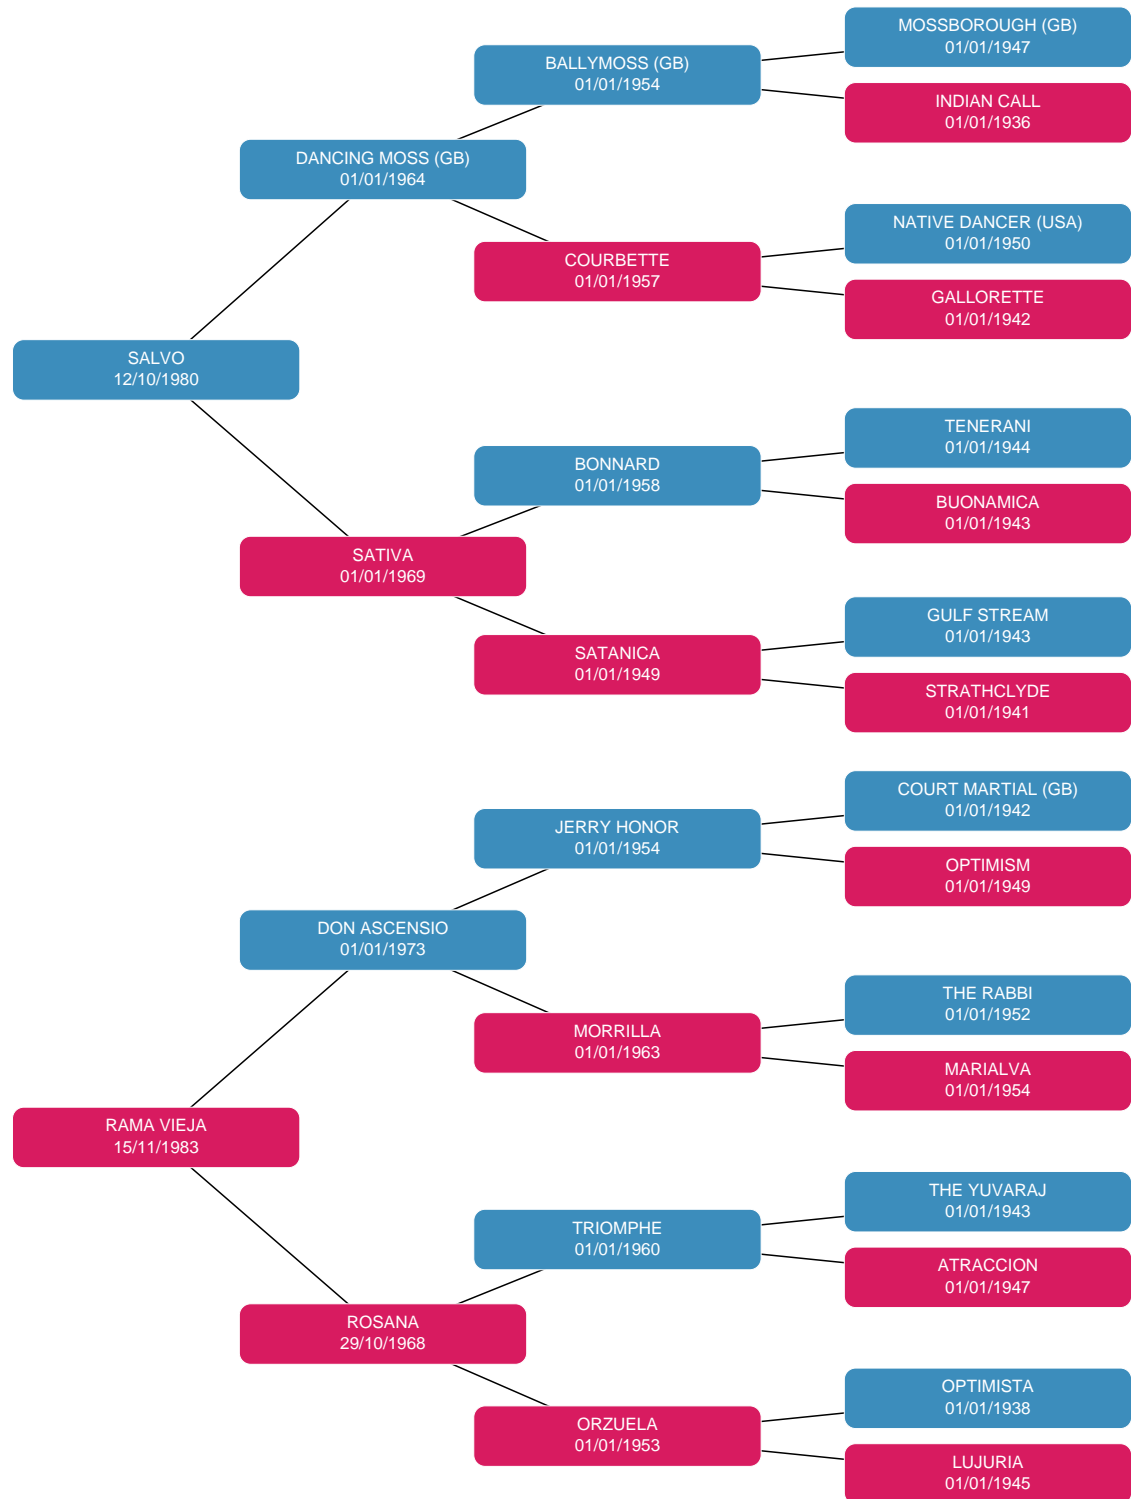 MOSSBOROUGH (GB)
01/01/1947
BALLYMOSS (GB)
01/01/1954
INDIAN CALL
01/01/1936
DANCING MOSS (GB)
01/01/1964
NATIVE DANCER (USA)
01/01/1950
COURBETTE
01/01/1957
GALLORETTE
01/01/1942
SALVO
12/10/1980
TENERANI
01/01/1944
BONNARD
01/01/1958
BUONAMICA
01/01/1943
SATIVA
01/01/1969
GULF STREAM
01/01/1943
SATANICA
01/01/1949
STRATHCLYDE
01/01/1941
COURT MARTIAL (GB)
01/01/1942
JERRY HONOR
01/01/1954
OPTIMISM
01/01/1949
DON ASCENSIO
01/01/1973
THE RABBI
01/01/1952
MORRILLA
01/01/1963
MARIALVA
01/01/1954
RAMA VIEJA
15/11/1983
THE YUVARAJ
01/01/1943
TRIOMPHE
01/01/1960
ATRACCION
01/01/1947
ROSANA
29/10/1968
OPTIMISTA
01/01/1938
ORZUELA
01/01/1953
LUJURIA
01/01/1945